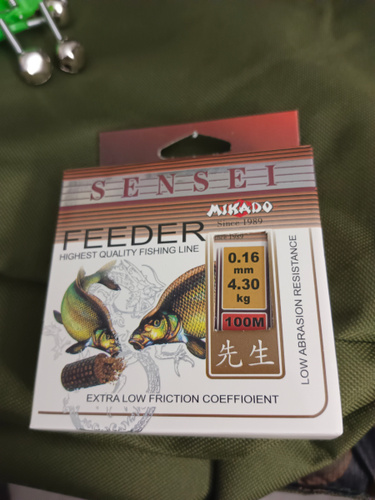 SENSEI
MIKADO
Since 1989
FEEDER
HIGHEST QUALITY FISHING LINE
0.16
mm
4.30
kg
100M
先生
LOW ABRASION RESISTANCE
EXTRA LOW FRICTION COEFFIOIENT